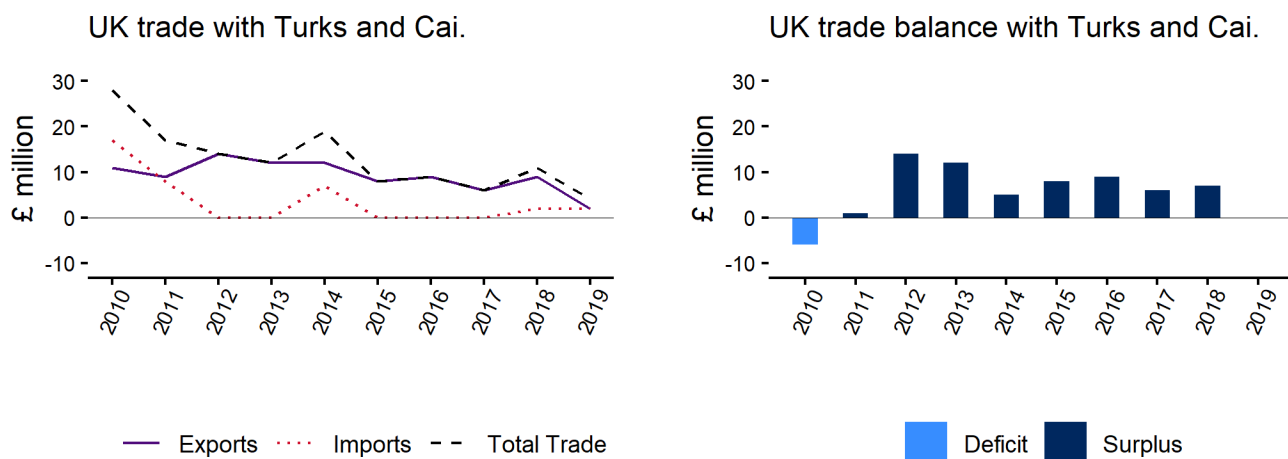 UK trade with Turks and Cai.
£ million
30
20
10
0
-10
2010 2011 2012 2013 2014 2015 2016 2017 2018 2019
Exports Imports Total Trade
UK trade balance with Turks and Cai.
£ million
30
20
10
0
-10
2010 2011 2012 2013 2014 2015 2016 2017 2018 2019
Deficit Surplus